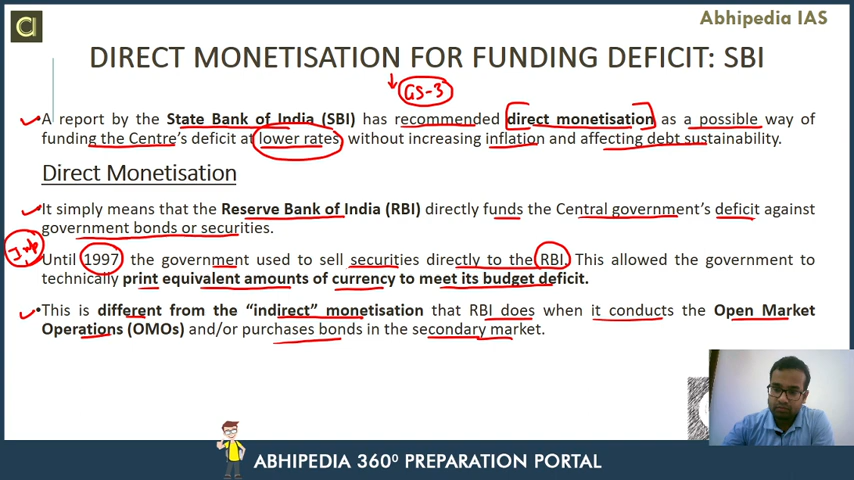 Abhipedia IAS
DIRECT MONETISATION FOR FUNDING DEFICIT: SBI
GS-3
A report by the State Bank of India (SBI) has recommended direct monetisation as a possible way of
funding the Centre's deficit at lower rates without increasing inflation and affecting debt sustainability.
Direct Monetisation
It simply means that the Reserve Bank of India (RBI) directly funds the Central government's deficit against
government bonds or securities.
Imp
Until 1997 the government used to sell securities directly to the RBI. This allowed the government to
technically print equivalent amounts of currency to meet its budget deficit.
•This is different from the “indirect” monetisation that RBI does when it conducts the Open Market
Operations (OMOs) and/or purchases bonds in the secondary market.
ABHIPEDIA 360⁰ PREPARATION PORTAL